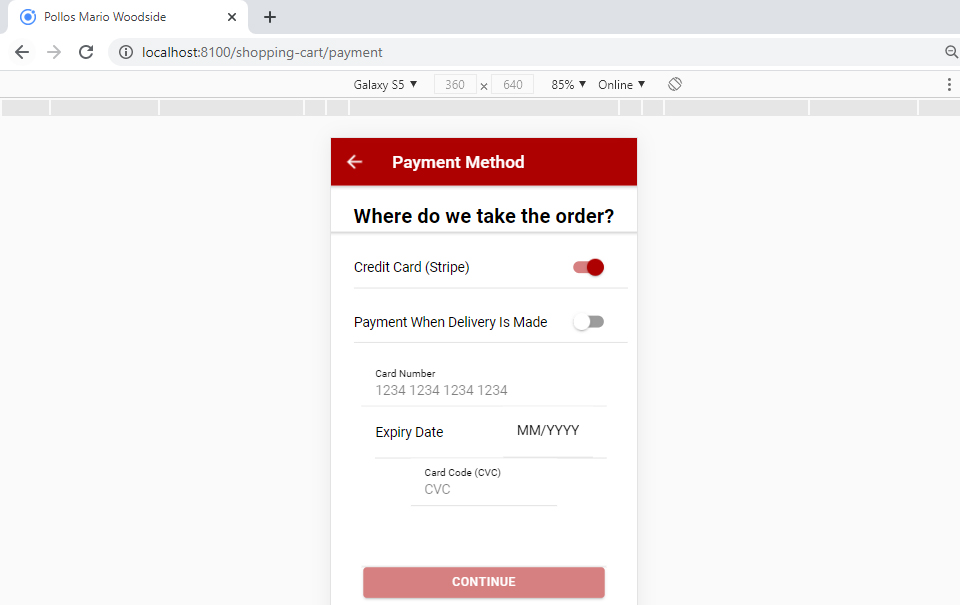 Pollos Mario Woodside
localhost:8100/shopping-cart/payment
Galaxy S5 ▼ 360 x 640 85% ▼ Online ▼
Payment Method
Where do we take the order?
Credit Card (Stripe)
Payment When Delivery Is Made
Card Number
1234 1234 1234 1234
Expiry Date MM/YYYY
Card Code (CVC)
CVC
CONTINUE